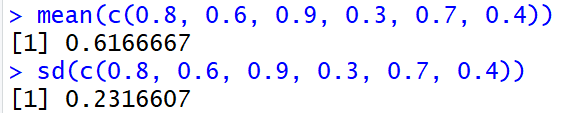 > mean(c(0.8, 0.6, 0.9, 0.3, 0.7, 0.4))
[1] 0.6166667
> sd(c(0.8, 0.6, 0.9, 0.3, 0.7, 0.4))
[1] 0.2316607